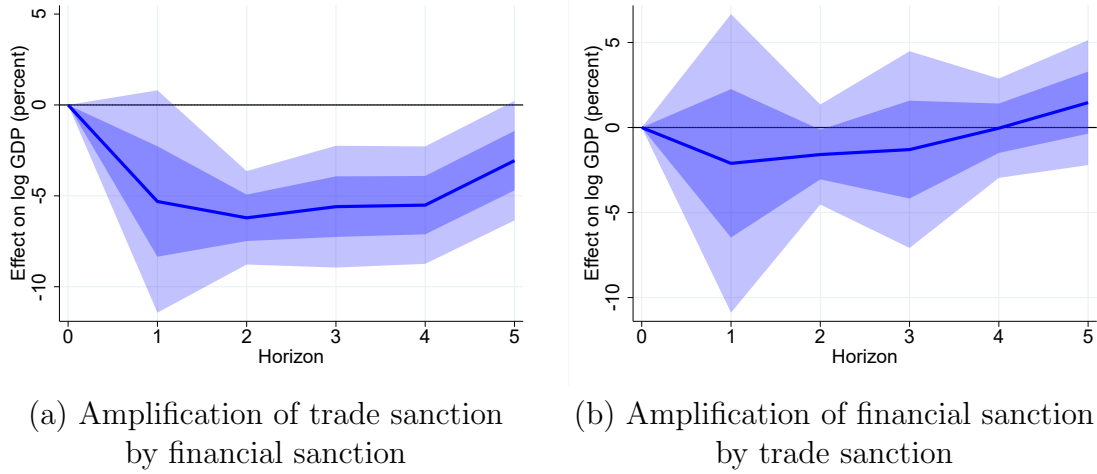 Effect on log GDP (percent)
5
0
-5
-10
0 1 2 3 4 5
Horizon
(a) Amplification of trade sanction
by financial sanction
Effect on log GDP (percent)
5
0
-5
-10
0 1 2 3 4 5
Horizon
(b) Amplification of financial sanction
by trade sanction